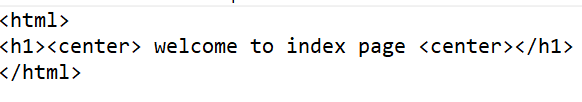 <html>
<h1><center> welcome to index page <center></h1>
</html>